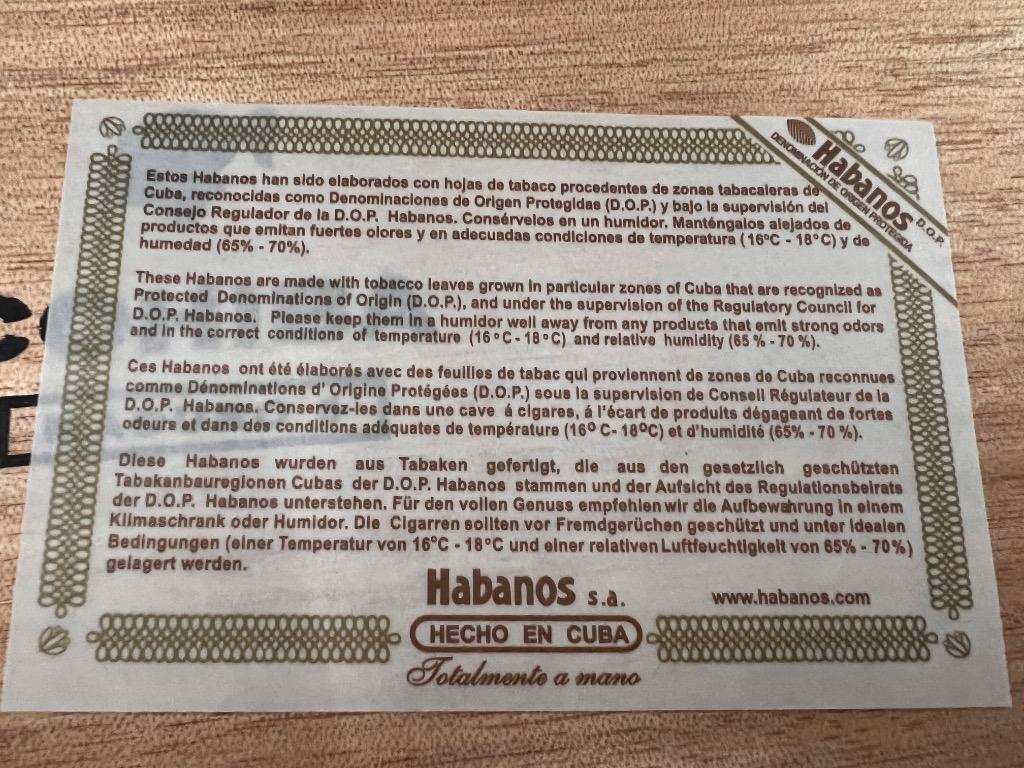 Habanos D.O.P.
DENOMINACIÓN DE ORIGEN PROTEGIDA
Estos Habanos han sido elaborados con hojas de tabaco procedentes de zonas tabacaleras de
Cuba, reconocidas como Denominaciones de Origen Protegidas (D.O.P.) y bajo la supervisión del
Consejo Regulador de la D.O.P. Habanos. Consérvelos en un humidor. Manténgalos alejados de
productos que emitan fuertes olores y en adecuadas condiciones de temperatura (16ºC - 18ºC) y de
humedad (65% - 70%).
These Habanos are made with tobacco leaves grown in particular zones of Cuba that are recognized as
Protected Denominations of Origin (D.O.P.), and under the supervision of the Regulatory Council for
D.O.P. Habanos. Please keep them in a humidor well away from any products that emit strong odors
and in the correct conditions of temperature (16ºC - 18ºC) and relative humidity (65 % - 70 %).
Ces Habanos ont été élaborés avec des feuilles de tabac qui proviennent de zones de Cuba reconnues
comme Dénominations d' Origine Protégées (D.O.P.) sous la supervision de Conseil Régulateur de la
D.O.P. Habanos. Conservez-les dans une cave á cigares, á l'écart de produits dégageant de fortes
odeurs et dans des conditions adéquates de température (16º C- 18ºC) et d'humidité (65% - 70 %).
Diese Habanos wurden aus Tabaken gefertigt, die aus den gesetzlich geschützten
Tabakanbauregionen Cubas der D.O.P. Habanos stammen und der Aufsicht des Regulationsbeirats
der D.O.P. Habanos unterstehen. Für den vollen Genuss empfehlen wir die Aufbewahrung in einem
Klimaschrank oder Humidor. Die Cigarren sollten vor Fremdgerüchen geschützt und unter idealen
Bedingungen (einer Temperatur von 16ºC - 18ºC und einer relativen Luftfeuchtigkeit von 65% - 70%)
gelagert werden.
Habanos s.a.
www.habanos.com
HECHO EN CUBA
Totalmente a mano